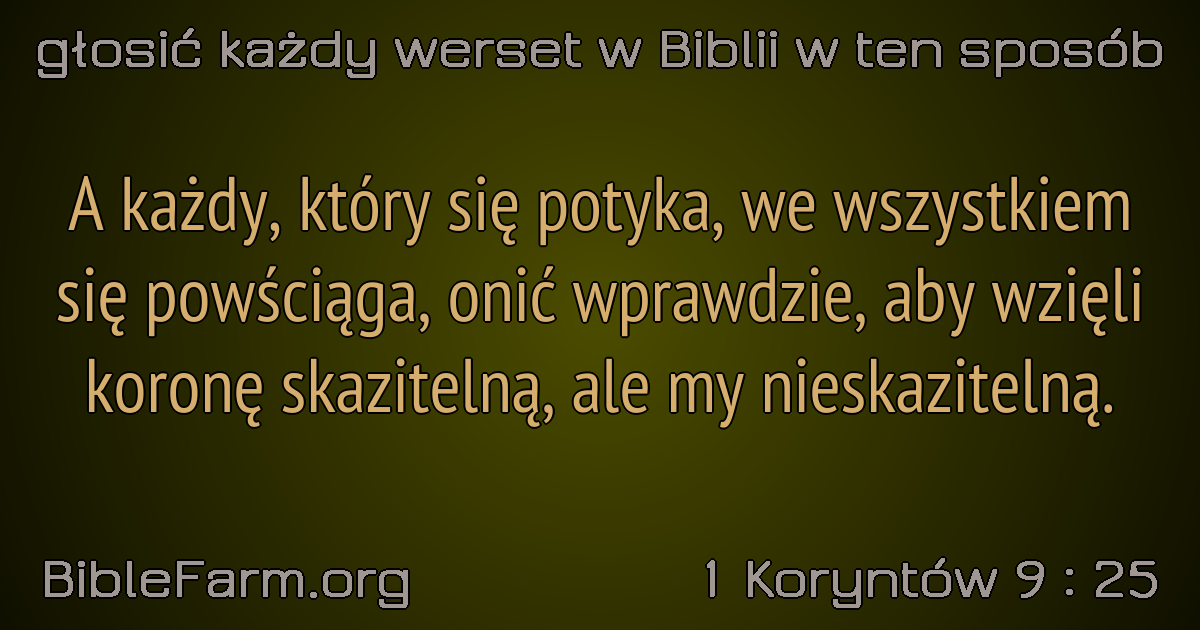 głosić każdy werset w Biblii w ten sposób
A każdy, który się potyka, we wszystkiem
się powściąga, onić wprawdzie, aby wzięli
koronę skazitelną, ale my nieskazitelną.
BibleFarm.org
1 Koryntów 9 : 25